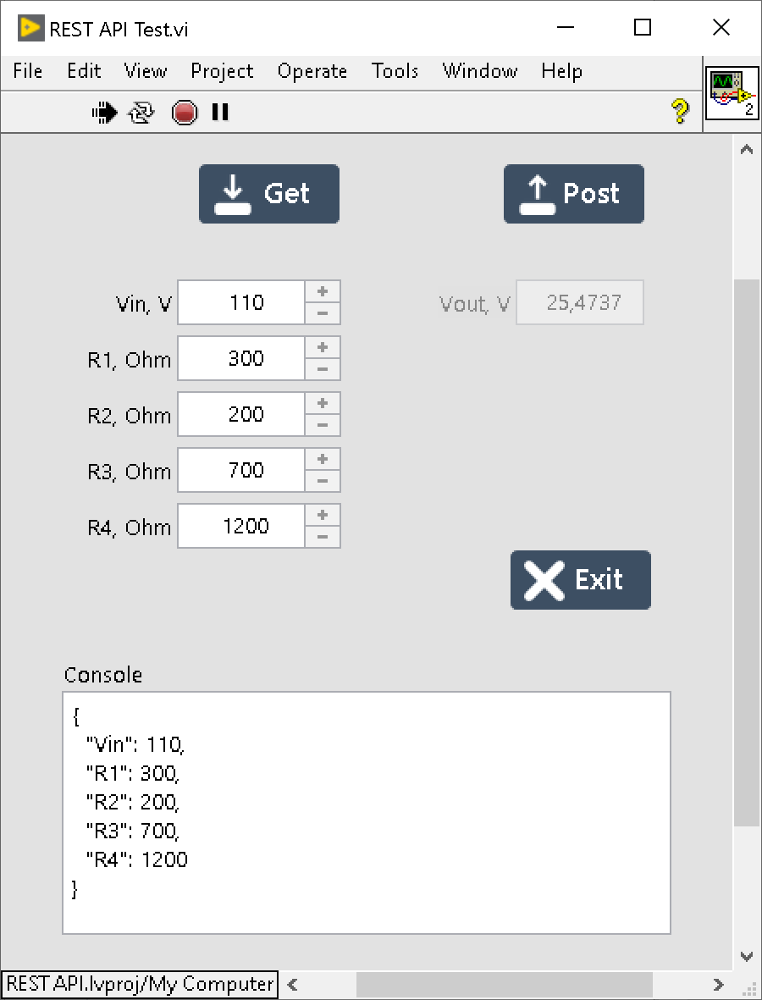 REST API Test.vi
File Edit View Project Operate Tools Window Help
2
Get
Post
Vin, V 110
Vout, V 25,4737
R1, Ohm 300
R2, Ohm 200
R3, Ohm 700
R4, Ohm 1200
Exit
Console
{
"Vin": 110,
"R1": 300,
"R2": 200,
"R3": 700,
"R4": 1200
}
REST API.lvproj/My Computer